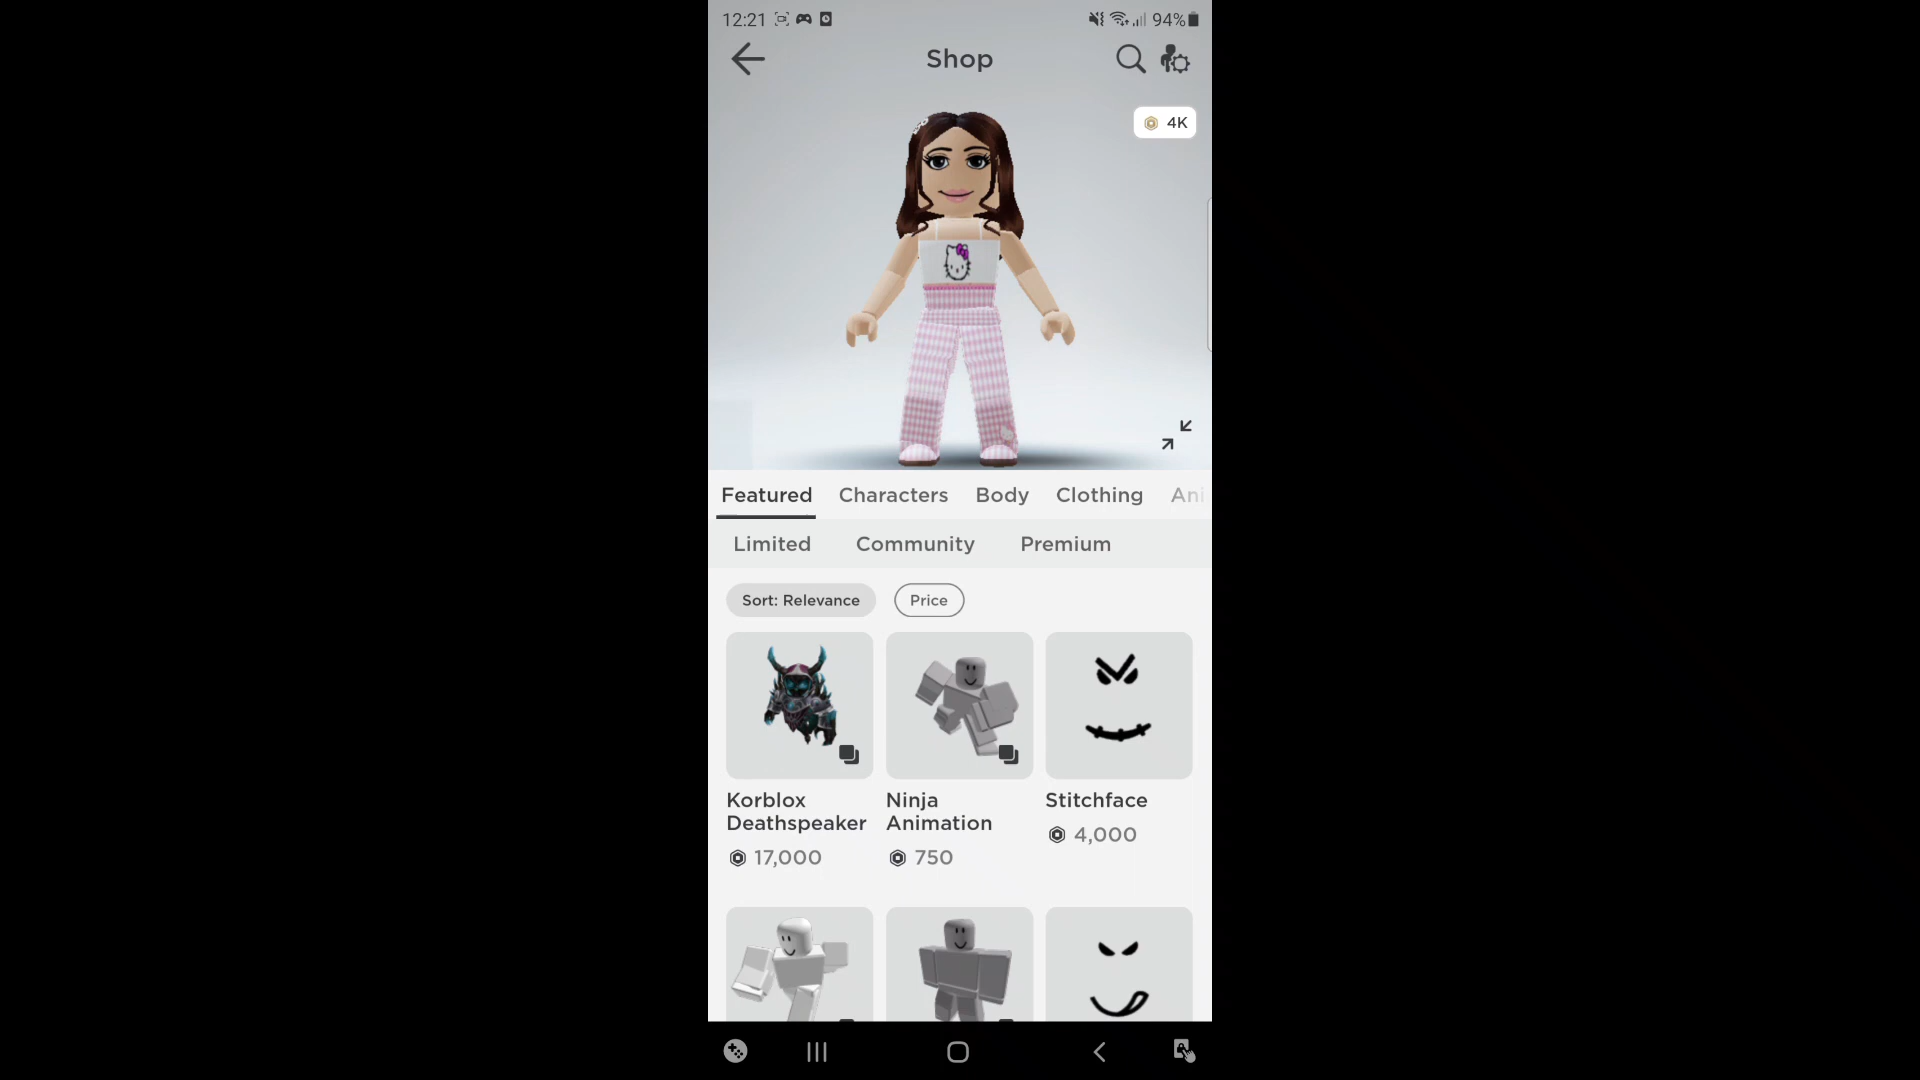 12:21
94%
Shop
4K
Featured Characters Body Clothing Ani
Limited Community Premium
Sort: Relevance Price
Korblox
Deathspeaker
17,000
Ninja
Animation
750
Stitchface
4,000